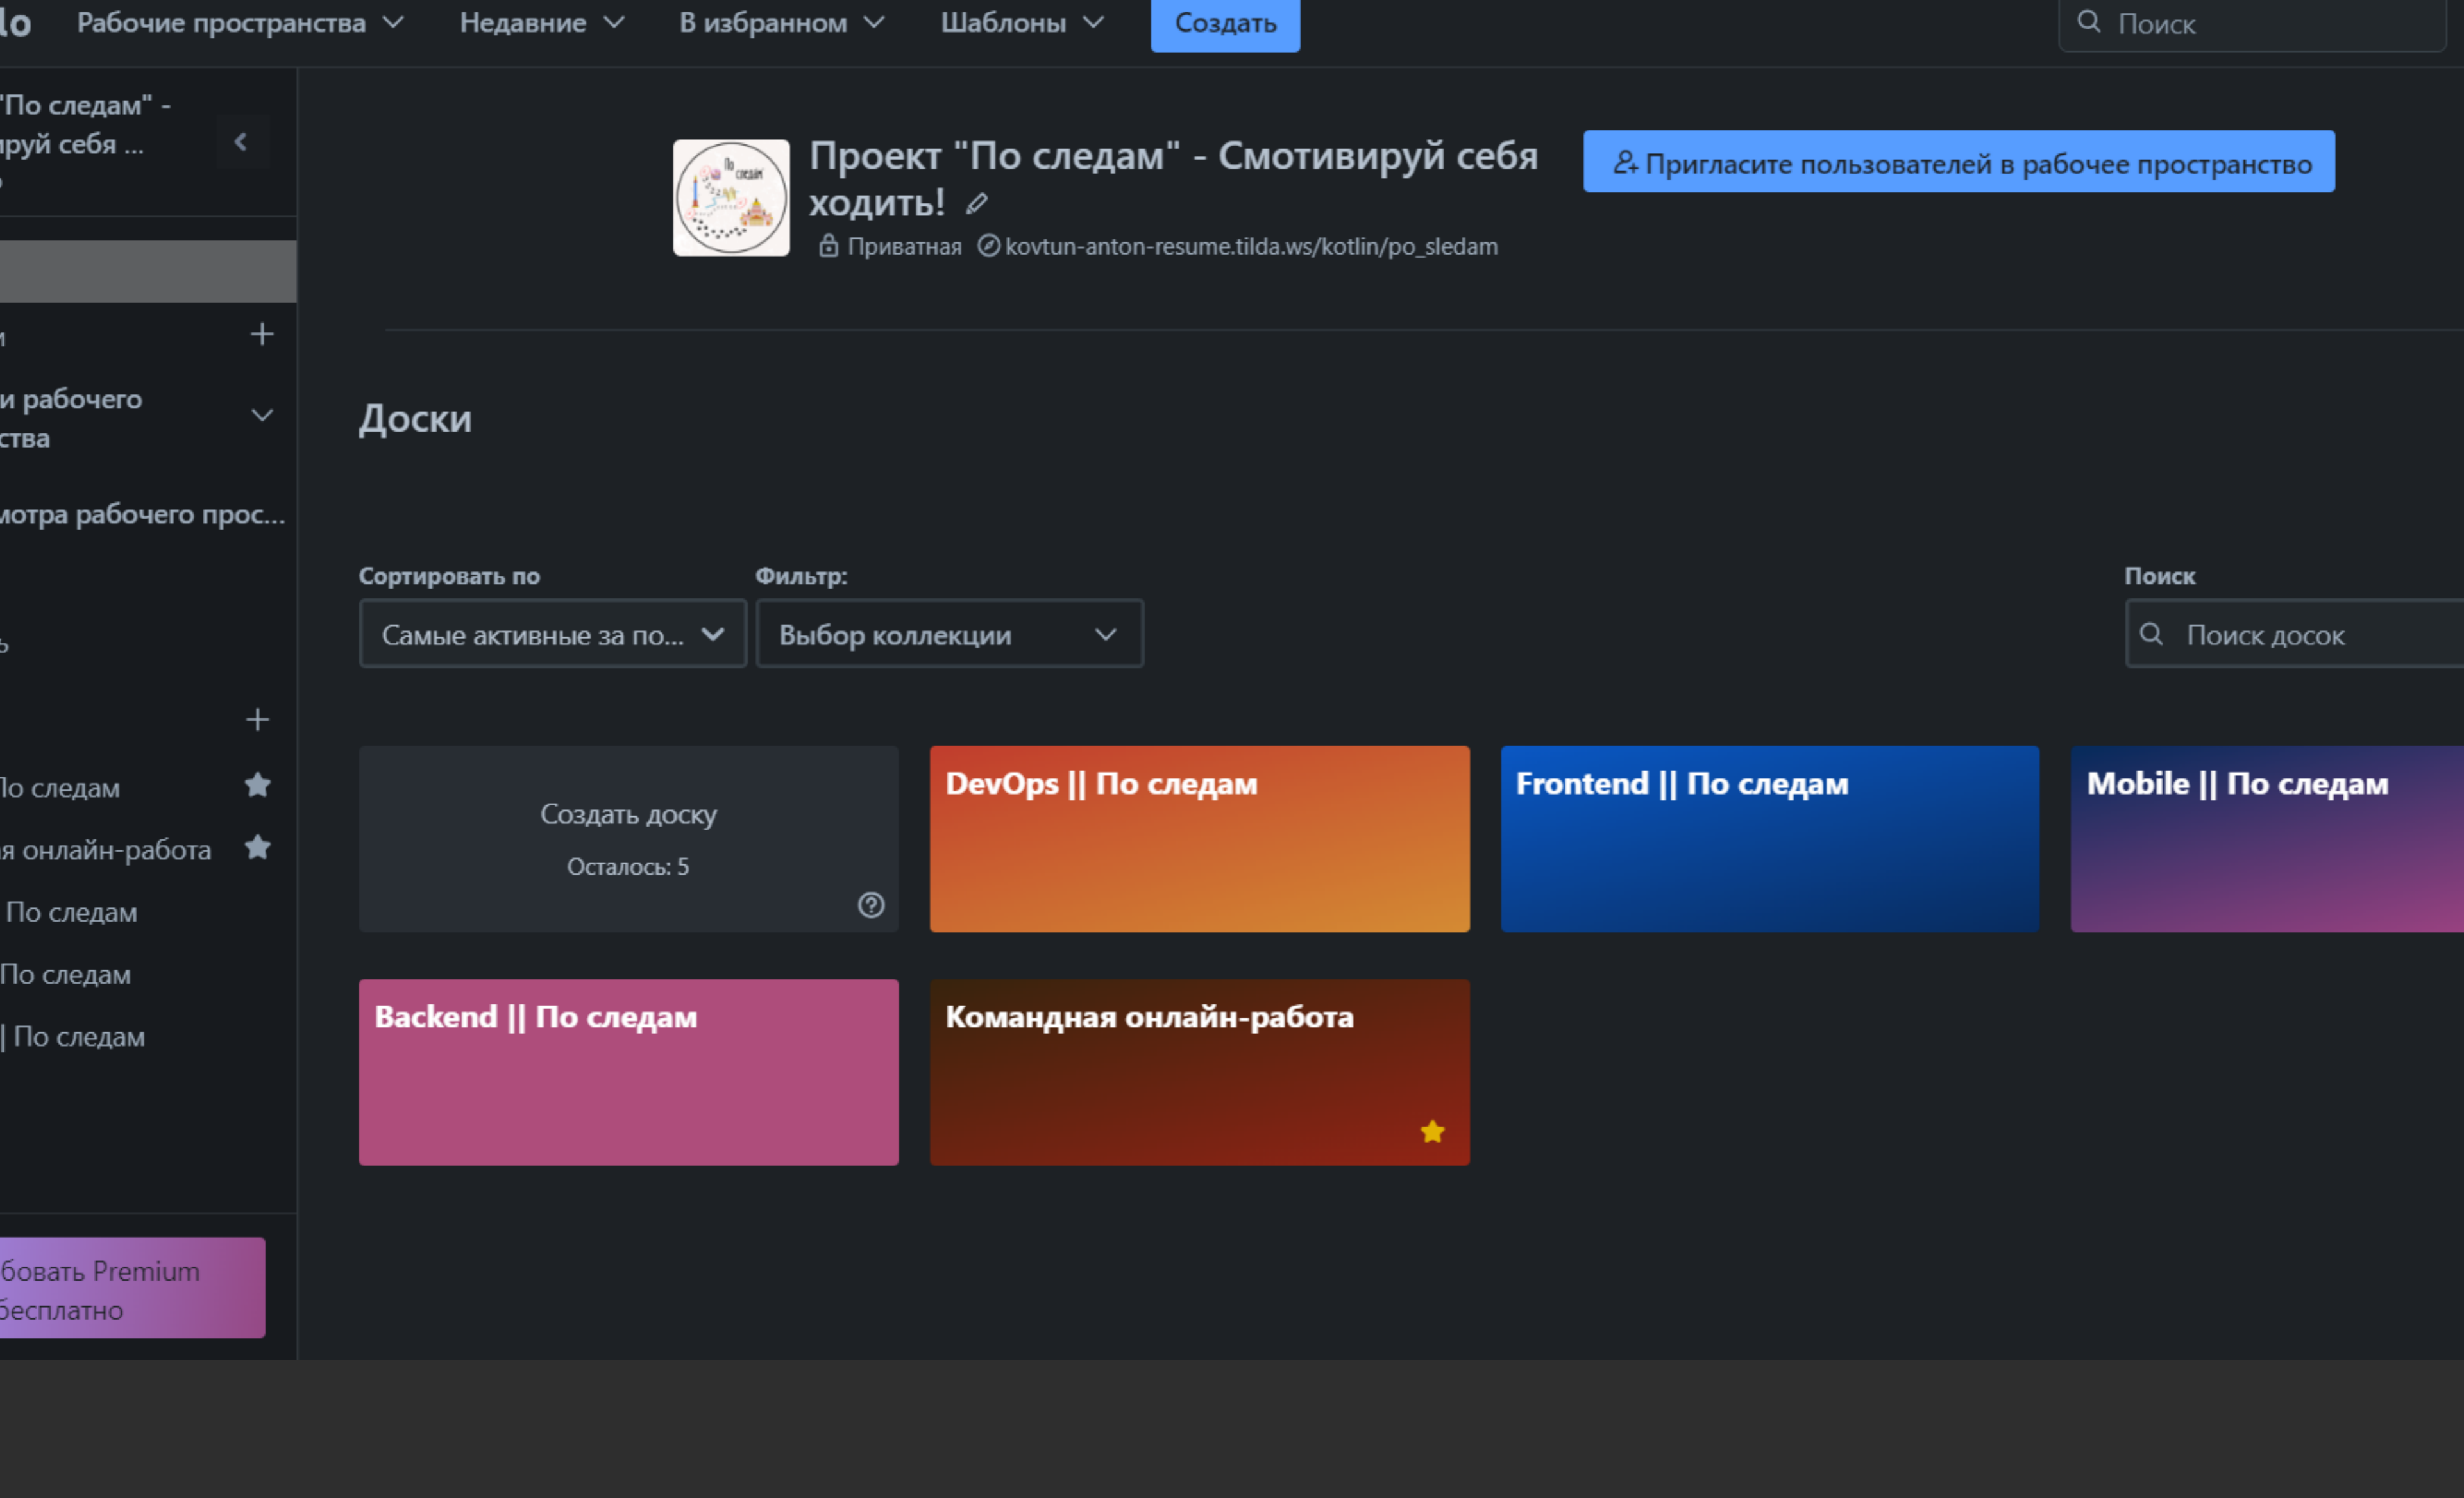 lo
Рабочие пространства
Недавние
В избранном
Шаблоны
Создать
Поиск
"По следам" -
ируй себя ...
и рабочего
ства
мотра рабочего прос...
По следам
я онлайн-работа
По следам
По следам
| По следам
бовать Premium
бесплатно
По
следам
Проект "По следам" - Смотивируй себя
ходить!
Приватная
kovtun-anton-resume.tilda.ws/kotlin/po_sledam
Пригласите пользователей в рабочее пространство
Доски
Сортировать по
Фильтр:
Поиск
Самые активные за по...
Выбор коллекции
Поиск досок
Создать доску
Осталось: 5
DevOps || По следам
Frontend || По следам
Mobile || По следам
Backend || По следам
Командная онлайн-работа